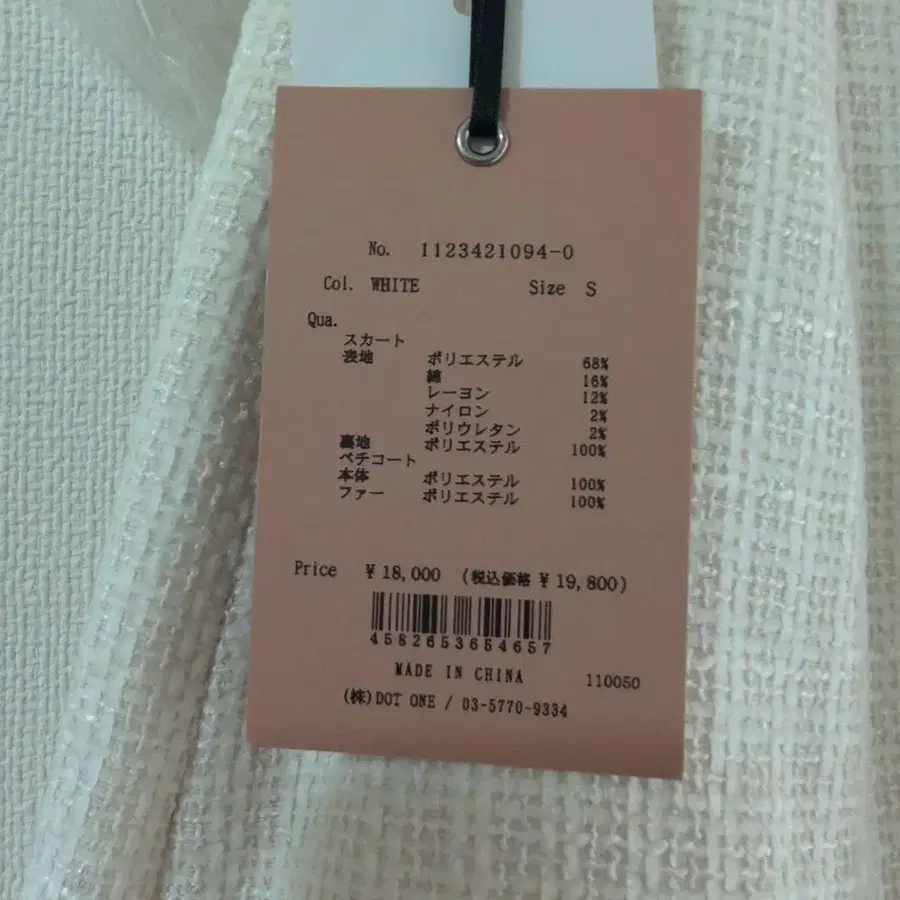 No. 1123421094-0
Col. WHITE Size S
Qua.
スカート
表地 ポリエステル 68%
綿 16%
レーヨン 12%
ナイロン 2%
ポリウレタン 2%
裏地 ポリエステル 100%
ペチコート
本体 ポリエステル 100%
ファー ポリエステル 100%
Price ¥18,000 (税込価格 ¥19,800)
4582653654657
MADE IN CHINA 110050
(株)DOT ONE / 03-5770-9334